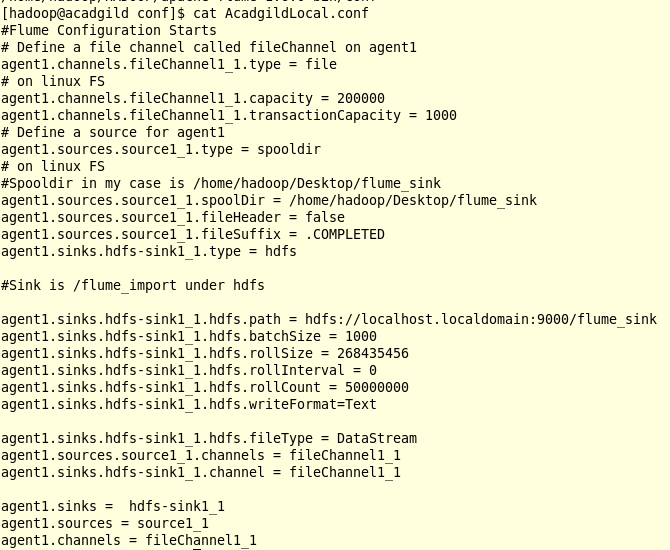 [hadoop@acadgild conf]$ cat AcadgildLocal.conf
#Flume Configuration Starts
# Define a file channel called fileChannel on agent1
agent1.channels.fileChannel1_1.type = file
# on linux FS
agent1.channels.fileChannel1_1.capacity = 200000
agent1.channels.fileChannel1_1.transactionCapacity = 1000
# Define a source for agent1
agent1.sources.source1_1.type = spooldir
# on linux FS
#Spooldir in my case is /home/hadoop/Desktop/flume_sink
agent1.sources.source1_1.spoolDir = /home/hadoop/Desktop/flume_sink
agent1.sources.source1_1.fileHeader = false
agent1.sources.source1_1.fileSuffix = .COMPLETED
agent1.sinks.hdfs-sink1_1.type = hdfs
#Sink is /flume_import under hdfs
agent1.sinks.hdfs-sink1_1.hdfs.path = hdfs://localhost.localdomain:9000/flume_sink
agent1.sinks.hdfs-sink1_1.hdfs.batchSize = 1000
agent1.sinks.hdfs-sink1_1.hdfs.rollSize = 268435456
agent1.sinks.hdfs-sink1_1.hdfs.rollInterval = 0
agent1.sinks.hdfs-sink1_1.hdfs.rollCount = 50000000
agent1.sinks.hdfs-sink1_1.hdfs.writeFormat=Text
agent1.sinks.hdfs-sink1_1.hdfs.fileType = DataStream
agent1.sources.source1_1.channels = fileChannel1_1
agent1.sinks.hdfs-sink1_1.channel = fileChannel1_1
agent1.sinks =  hdfs-sink1_1
agent1.sources = source1_1
agent1.channels = fileChannel1_1